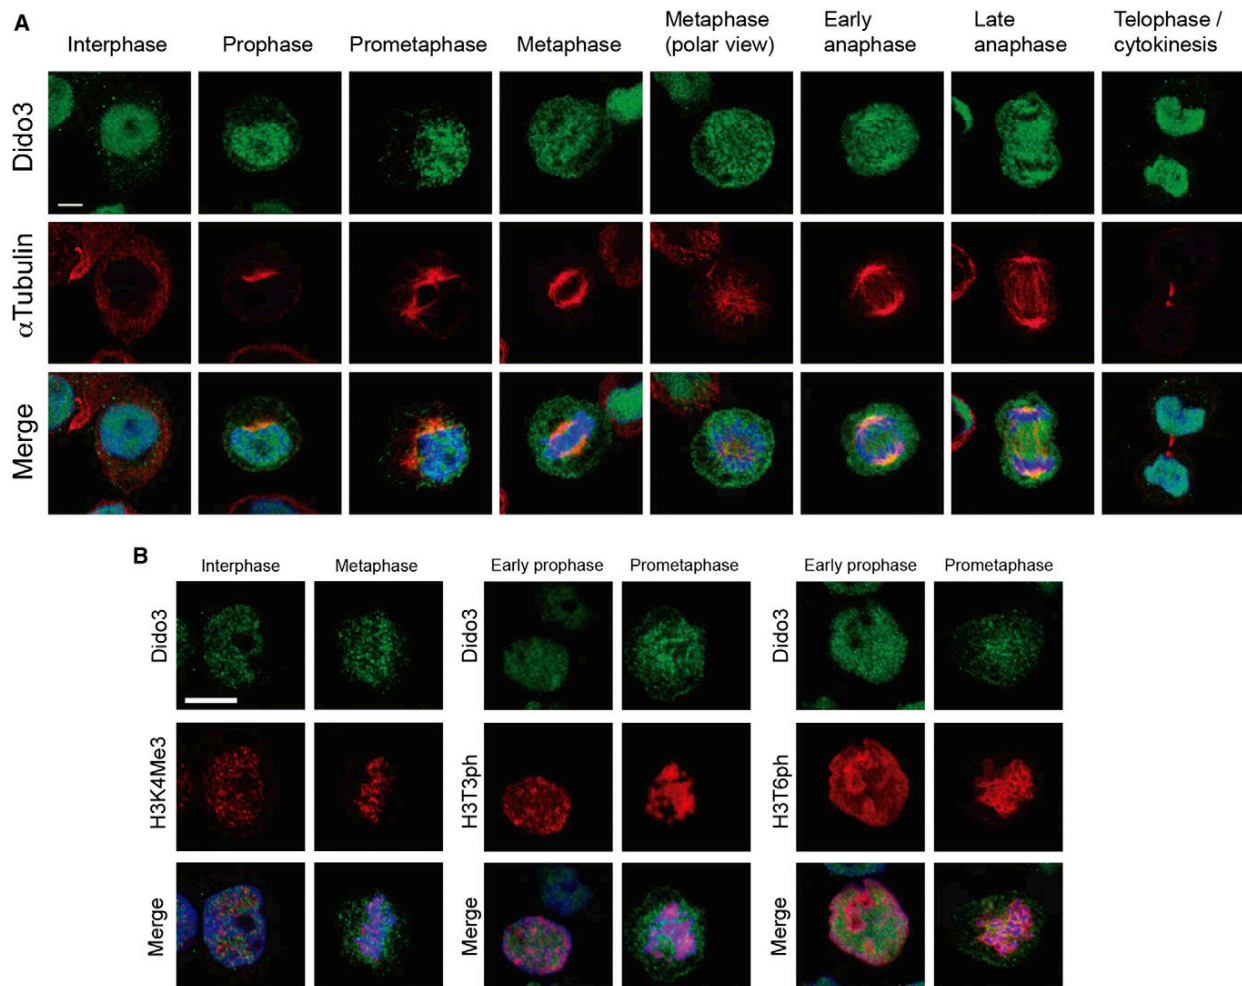 A
Interphase
Prophase
Prometaphase
Metaphase
Metaphase
(polar view)
Early
anaphase
Late
anaphase
Telophase /
cytokinesis
Dido3
αTubulin
Merge
B
Interphase
Metaphase
Early prophase
Prometaphase
Early prophase
Prometaphase
Dido3
Dido3
Dido3
H3K4Me3
H3T3ph
H3T6ph
Merge
Merge
Merge